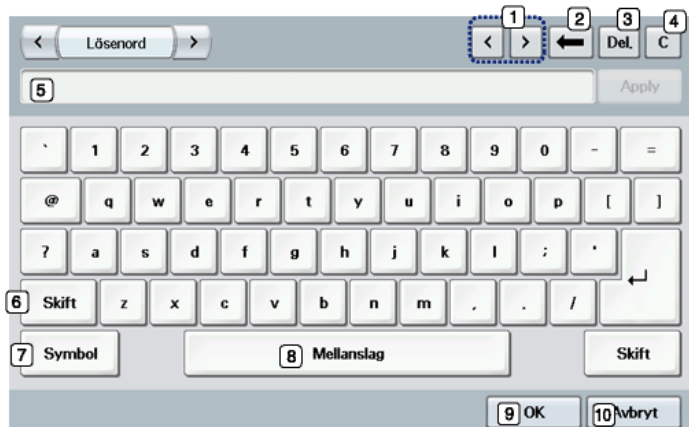 1 2 3 4
< Lösenord > < > ← Del. C
5 Apply
` 1 2 3 4 5 6 7 8 9 0 - =
@ q w e r t y u i o p [ ]
? a s d f g h j k l ; '
6 Skift z x c v b n m , . / ↵
7 Symbol 8 Mellanslag Skift
9 OK 10 Avbryt